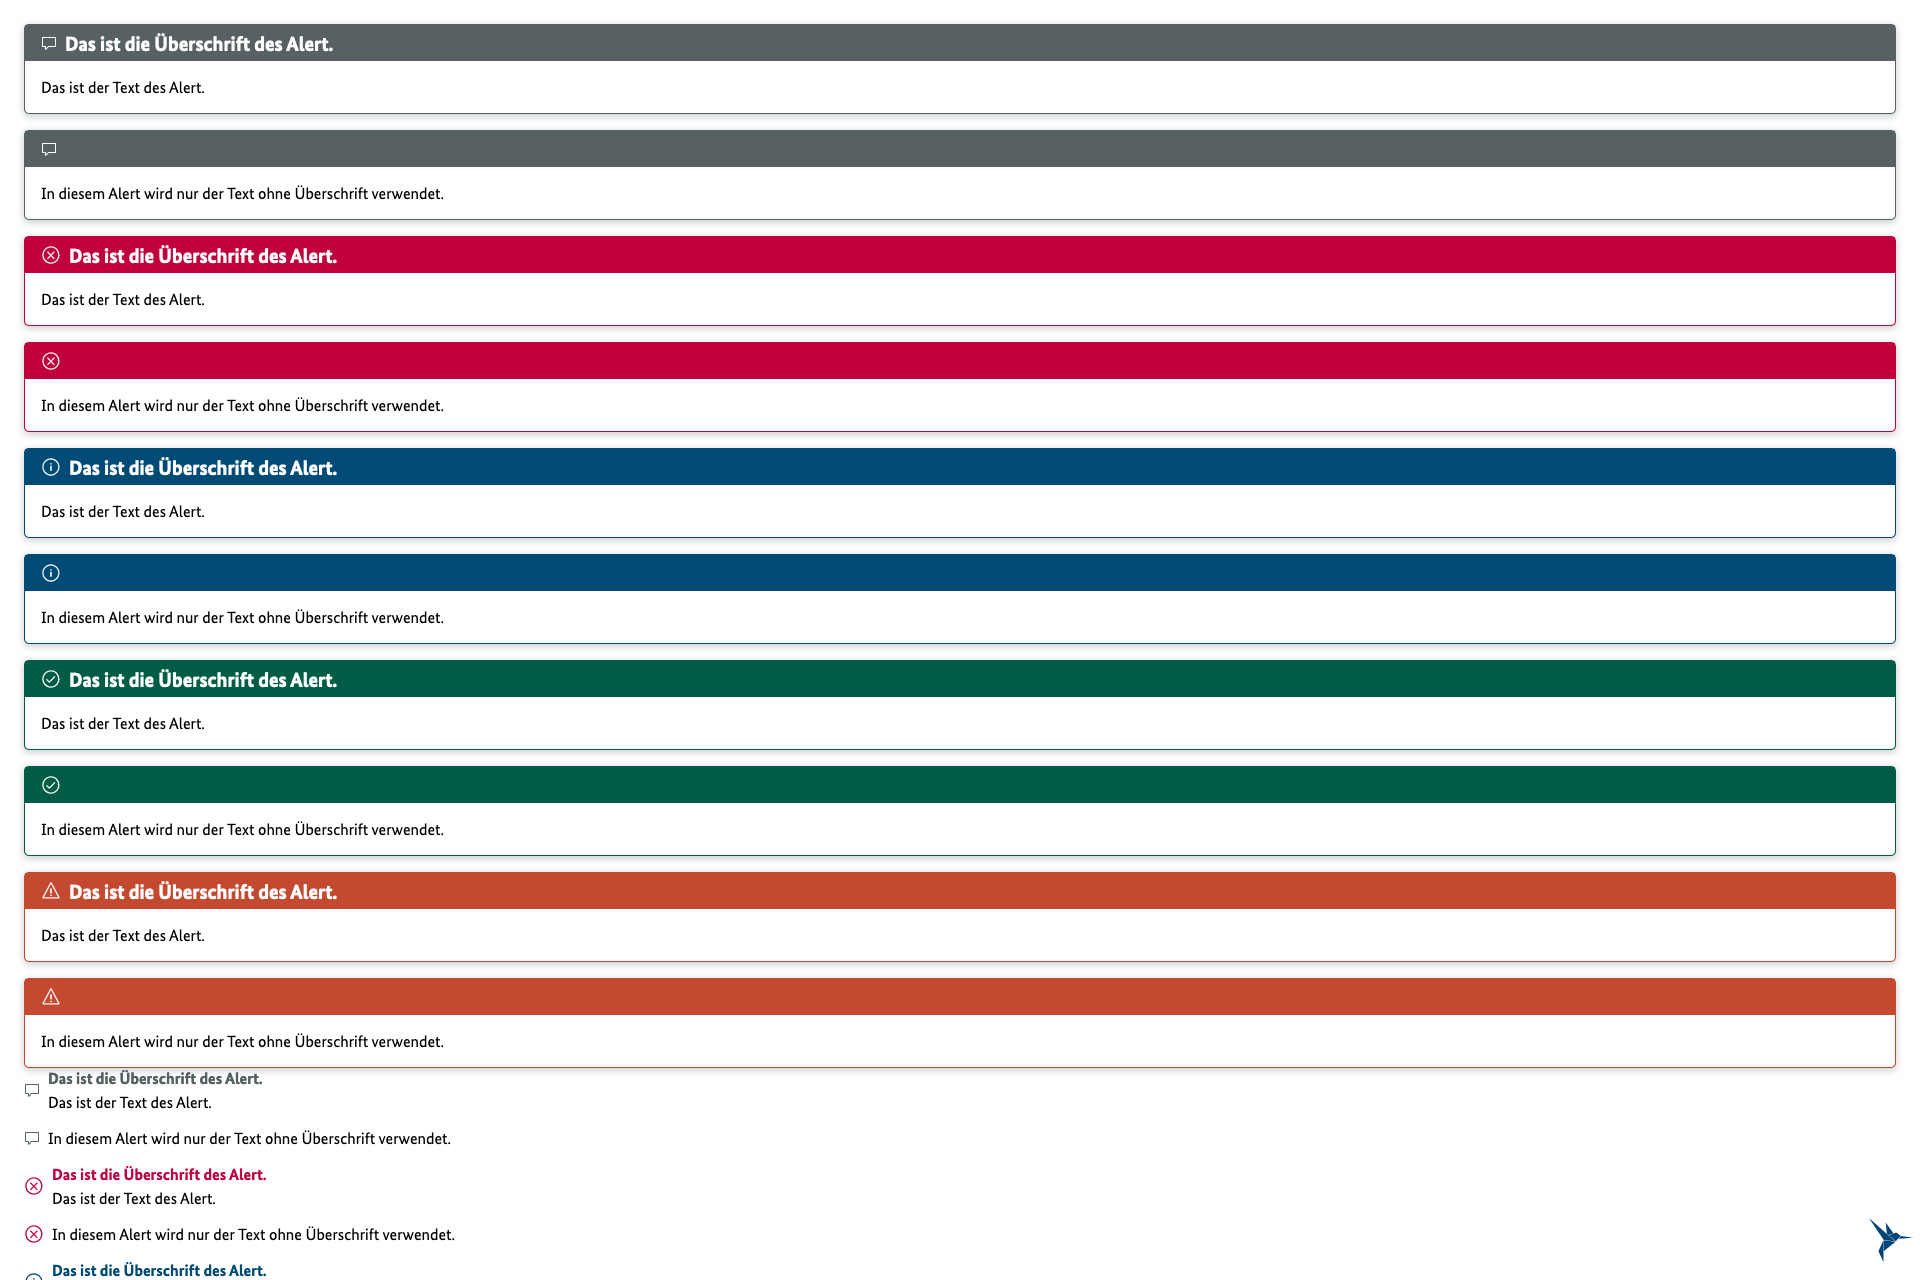 Das ist die Überschrift des Alert.
Das ist der Text des Alert.
In diesem Alert wird nur der Text ohne Überschrift verwendet.
Das ist die Überschrift des Alert.
Das ist der Text des Alert.
In diesem Alert wird nur der Text ohne Überschrift verwendet.
Das ist die Überschrift des Alert.
Das ist der Text des Alert.
In diesem Alert wird nur der Text ohne Überschrift verwendet.
Das ist die Überschrift des Alert.
Das ist der Text des Alert.
In diesem Alert wird nur der Text ohne Überschrift verwendet.
Das ist die Überschrift des Alert.
Das ist der Text des Alert.
In diesem Alert wird nur der Text ohne Überschrift verwendet.
Das ist die Überschrift des Alert.
Das ist der Text des Alert.
In diesem Alert wird nur der Text ohne Überschrift verwendet.
Das ist die Überschrift des Alert.
Das ist der Text des Alert.
In diesem Alert wird nur der Text ohne Überschrift verwendet.
Das ist die Überschrift des Alert.